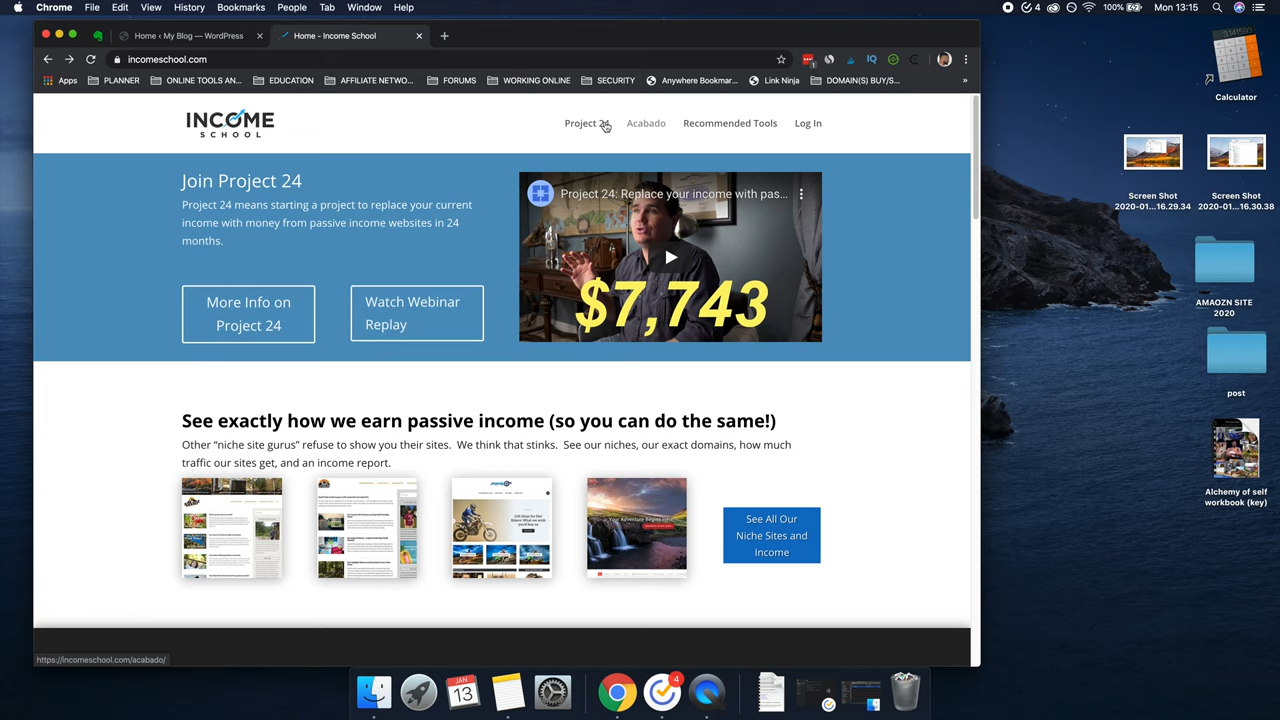 Chrome File Edit View History Bookmarks People Tab Window Help
4 100% Mon 13:15
Home ‹ My Blog — WordPress
Home - Income School
incomeschool.com
1
Apps PLANNER ONLINE TOOLS AN... EDUCATION AFFILIATE NETWO... FORUMS WORKING ONLINE SECURITY Anywhere Bookmar... Link Ninja DOMAIN(S) BUY/S... »
INCOME
SCHOOL
Project 24 Acabado Recommended Tools Log In
Join Project 24
Project 24 means starting a project to replace your current
income with money from passive income websites in 24
months.
More Info on
Project 24
Watch Webinar
Replay
Project 24: Replace your income with pas...
$7,743
See exactly how we earn passive income (so you can do the same!)
Other “niche site gurus” refuse to show you their sites. We think that stinks. See our niches, our exact domains, how much
traffic our sites get, and an income report.
See All Our
Niche Sites and
Income
https://incomeschool.com/acabado/
Calculator
Screen Shot
2020-01...16.29.34
Screen Shot
2020-01...16.30.38
AMAOZN SITE
2020
post
Alchemy of self
workbook (key)
JAN
13
4